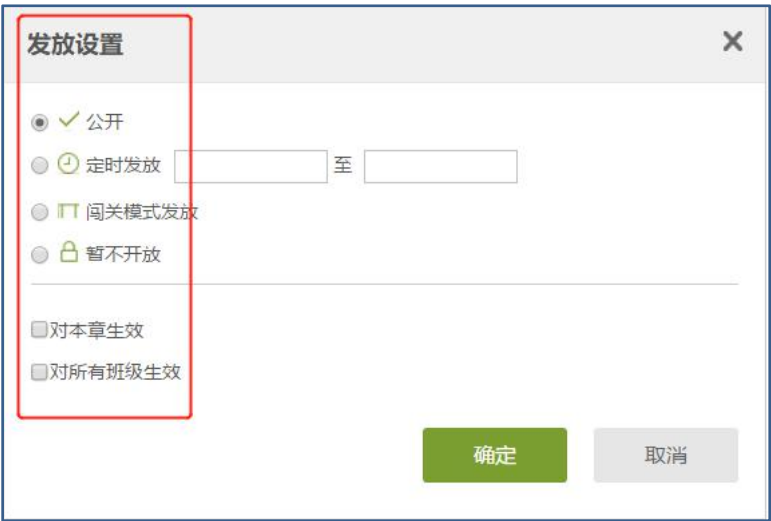 发放设置
公开
定时发放 至
闯关模式发放
暂不开放
对本章生效
对所有班级生效
确定 取消